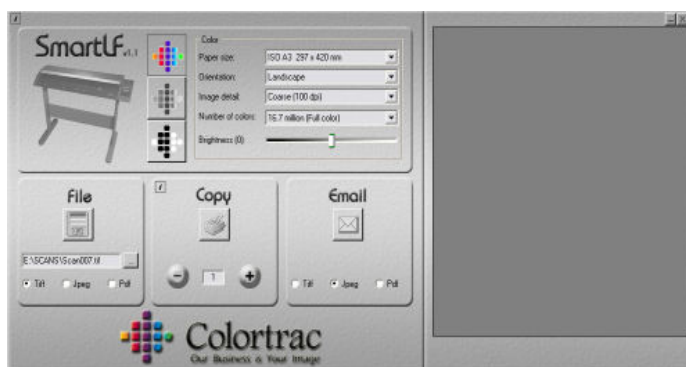 SmartLF v1.1
Color
Paper size: ISO A3 297 x 420 mm
Orientation: Landscape
Image detail: Coarse (100 dpi)
Number of colors: 16.7 million (Full color)
Brightness (0)
File
E:\SCANS\Scan007.tif
...
Tiff Jpeg Pdf
Copy
1
Email
Tiff Jpeg Pdf
Colortrac
Our Business is Your Image